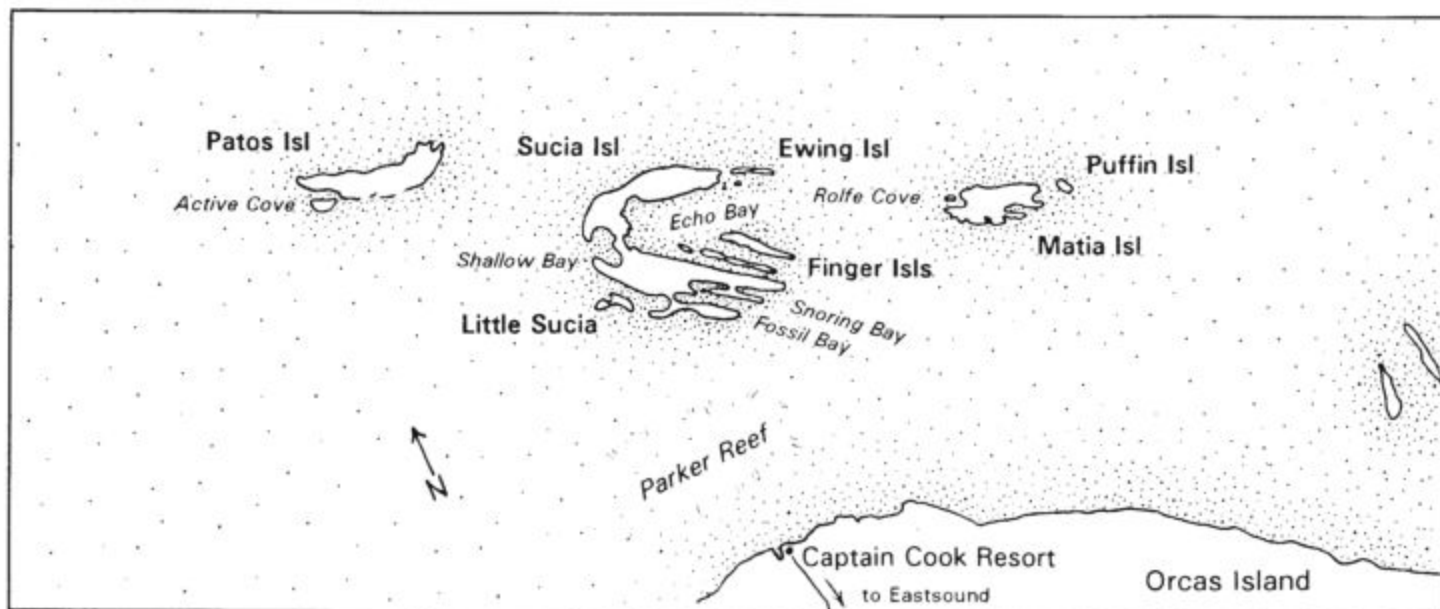 Patos Isl
Sucia Isl
Ewing Isl
Puffin Isl
Active Cove
Rolfe Cove
Echo Bay
Matia Isl
Shallow Bay
Finger Isls
Little Sucia
Snoring Bay
Fossil Bay
Parker Reef
N
Captain Cook Resort
to Eastsound
Orcas Island